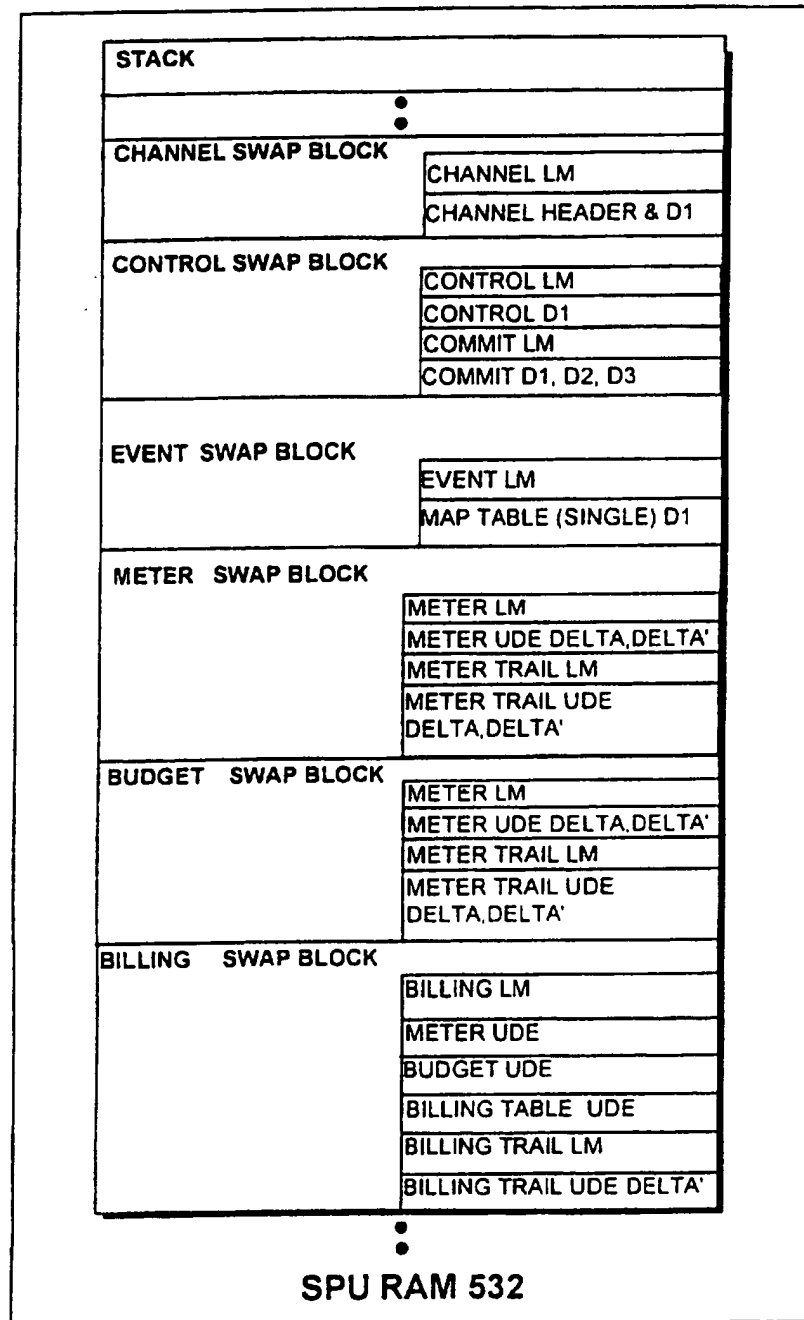 STACK
CHANNEL SWAP BLOCK
CHANNEL LM
CHANNEL HEADER & D1
CONTROL SWAP BLOCK
CONTROL LM
CONTROL D1
COMMIT LM
COMMIT D1, D2, D3
EVENT SWAP BLOCK
EVENT LM
MAP TABLE (SINGLE) D1
METER SWAP BLOCK
METER LM
METER UDE DELTA,DELTA'
METER TRAIL LM
METER TRAIL UDE
DELTA,DELTA'
BUDGET SWAP BLOCK
METER LM
METER UDE DELTA,DELTA'
METER TRAIL LM
METER TRAIL UDE
DELTA,DELTA'
BILLING SWAP BLOCK
BILLING LM
METER UDE
BUDGET UDE
BILLING TABLE UDE
BILLING TRAIL LM
BILLING TRAIL UDE DELTA'
SPU RAM 532